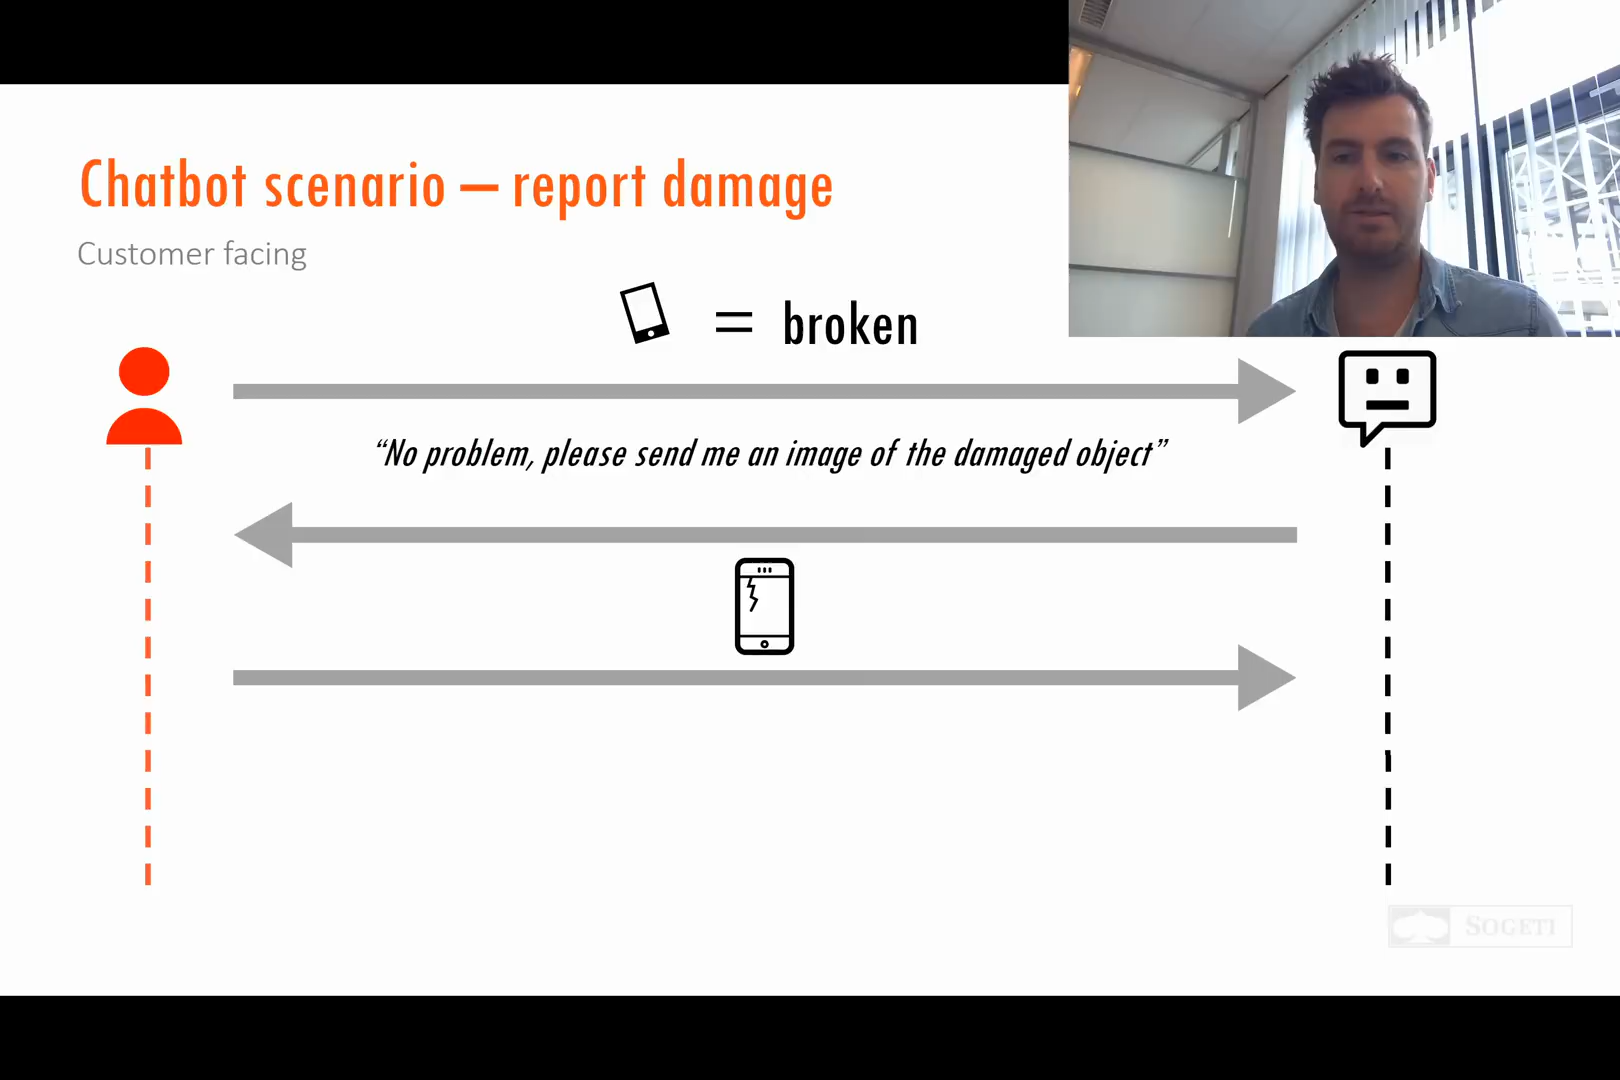 Chatbot scenario – report damage
Customer facing
= broken
“No problem, please send me an image of the damaged object”
SOGETI